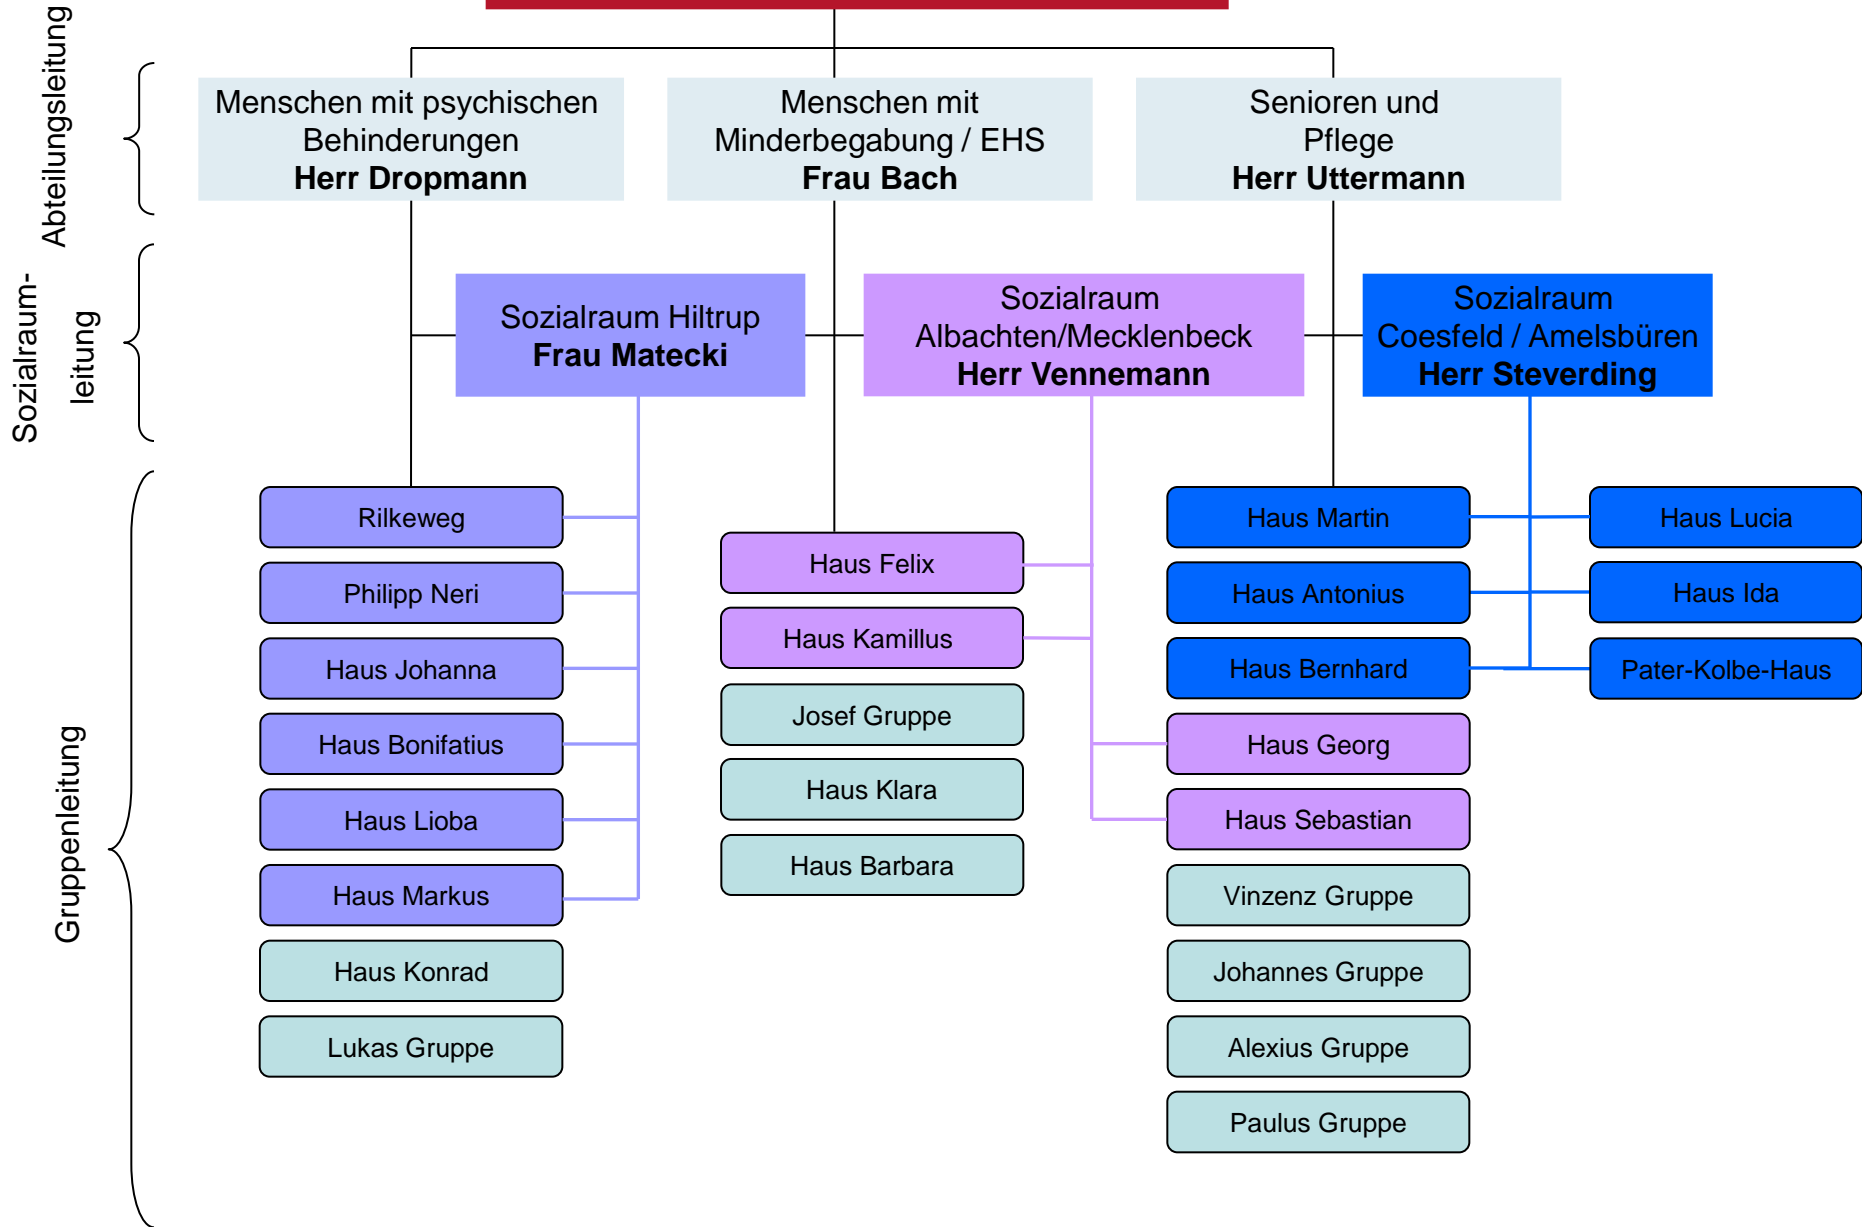 Abteilungsleitung
Menschen mit psychischen
Behinderungen
Herr Dropmann
Menschen mit
Minderbegabung / EHS
Frau Bach
Senioren und
Pflege
Herr Uttermann
Sozialraum-
leitung
Sozialraum Hiltrup
Frau Matecki
Sozialraum
Albachten/Mecklenbeck
Herr Vennemann
Sozialraum
Coesfeld / Amelsbüren
Herr Steverding
Gruppenleitung
Rilkeweg
Philipp Neri
Haus Johanna
Haus Bonifatius
Haus Lioba
Haus Markus
Haus Konrad
Lukas Gruppe
Haus Felix
Haus Kamillus
Josef Gruppe
Haus Klara
Haus Barbara
Haus Martin
Haus Antonius
Haus Bernhard
Haus Georg
Haus Sebastian
Vinzenz Gruppe
Johannes Gruppe
Alexius Gruppe
Paulus Gruppe
Haus Lucia
Haus Ida
Pater-Kolbe-Haus